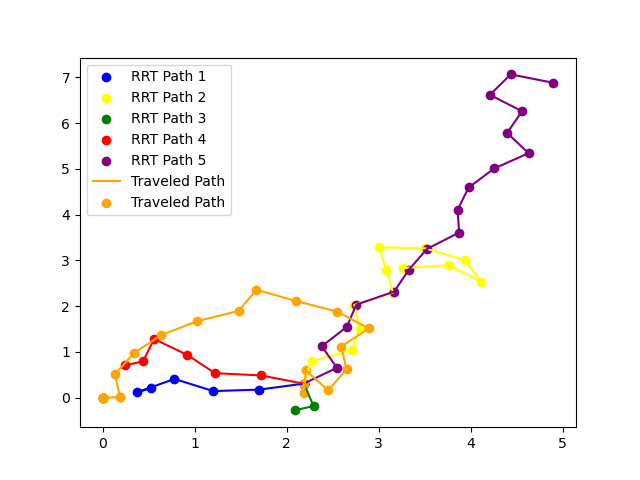 RRT Path 1
RRT Path 2
RRT Path 3
RRT Path 4
RRT Path 5
Traveled Path
Traveled Path
7
6
5
4
3
2
1
0
0 1 2 3 4 5